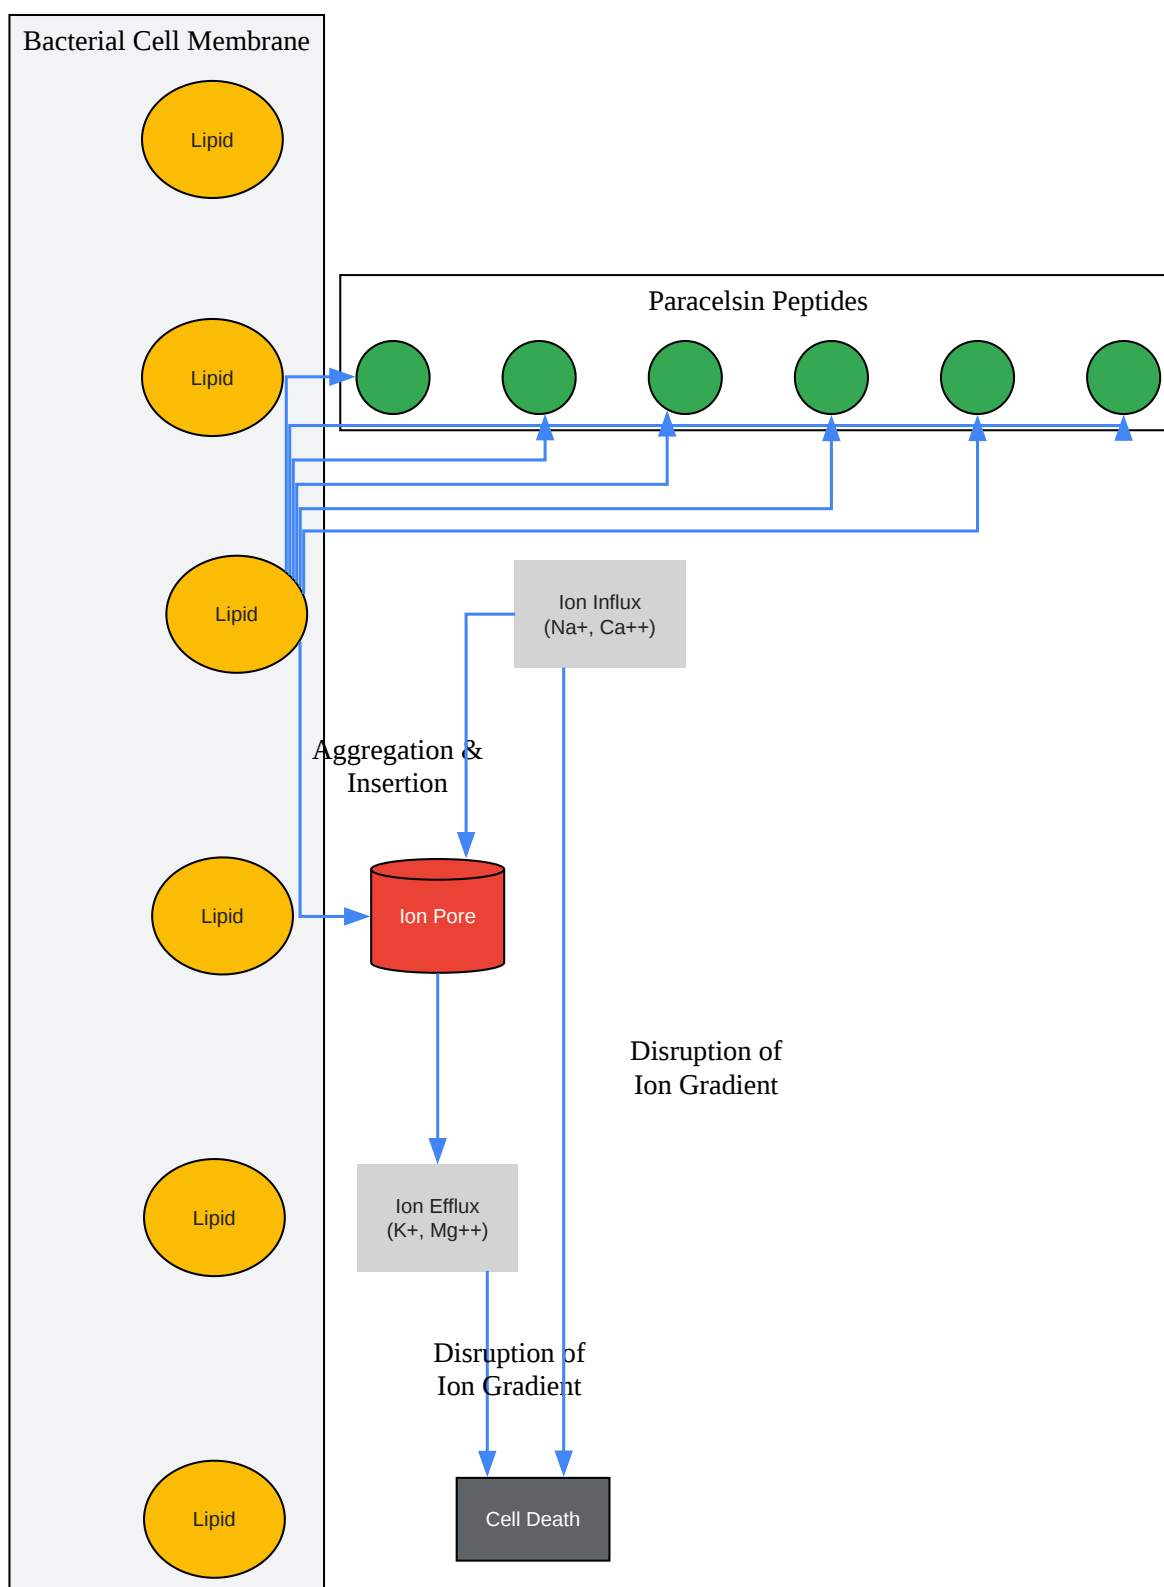 Bacterial Cell Membrane
Lipid
Paracelsin Peptides
Lipid
Lipid
Ion Influx
(Na+, Ca++)
Aggregation &
Insertion
Lipid
Ion Pore
Disruption of
Ion Gradient
Lipid
Ion Efflux
(K+, Mg++)
Disruption of
Ion Gradient
Lipid
Cell Death